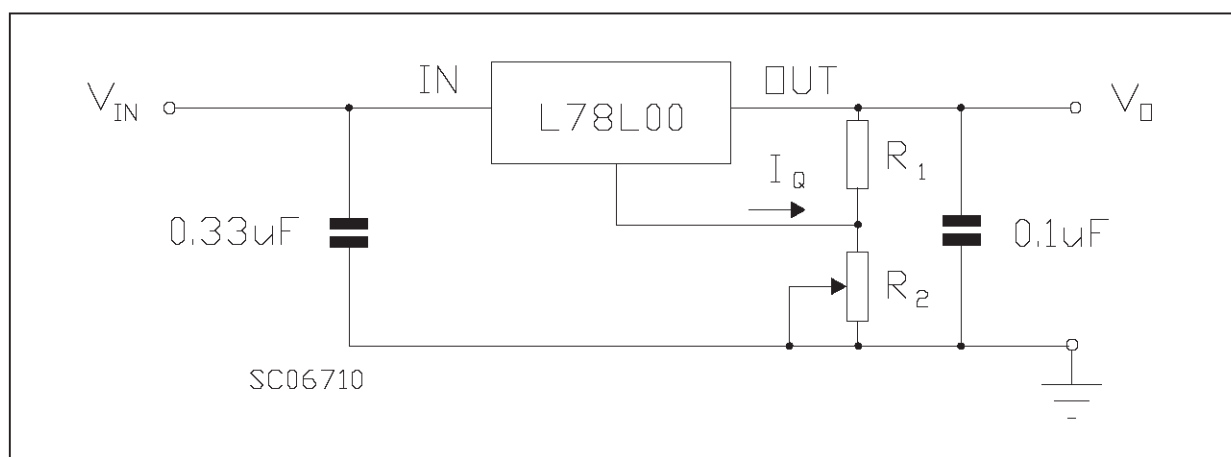 V_IN
IN
L78L00
OUT
V_O
I_Q
R_1
0.33uF
0.1uF
R_2
SC06710